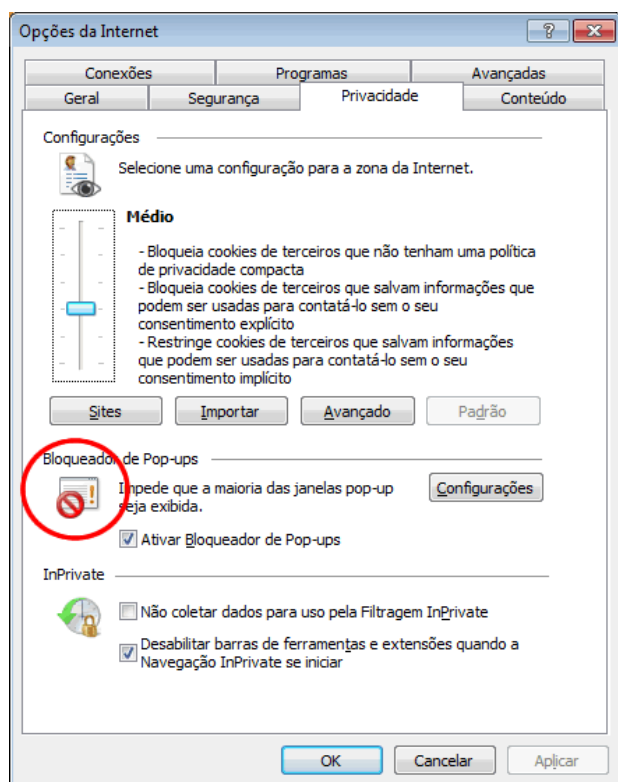 Opções da Internet
Conexões Programas Avançadas
Geral Segurança Privacidade Conteúdo
Configurações
Selecione uma configuração para a zona da Internet.
Médio
- Bloqueia cookies de terceiros que não tenham uma política
de privacidade compacta
- Bloqueia cookies de terceiros que salvam informações que
podem ser usadas para contatá-lo sem o seu
consentimento explícito
- Restringe cookies de terceiros que salvam informações
que podem ser usadas para contatá-lo sem o seu
consentimento implícito
Sites Importar Avançado Padrão
Bloqueador de Pop-ups
Impede que a maioria das janelas pop-up
seja exibida.
Configurações
Ativar Bloqueador de Pop-ups
InPrivate
Não coletar dados para uso pela Filtragem InPrivate
Desabilitar barras de ferramentas e extensões quando a
Navegação InPrivate se iniciar
OK Cancelar Aplicar